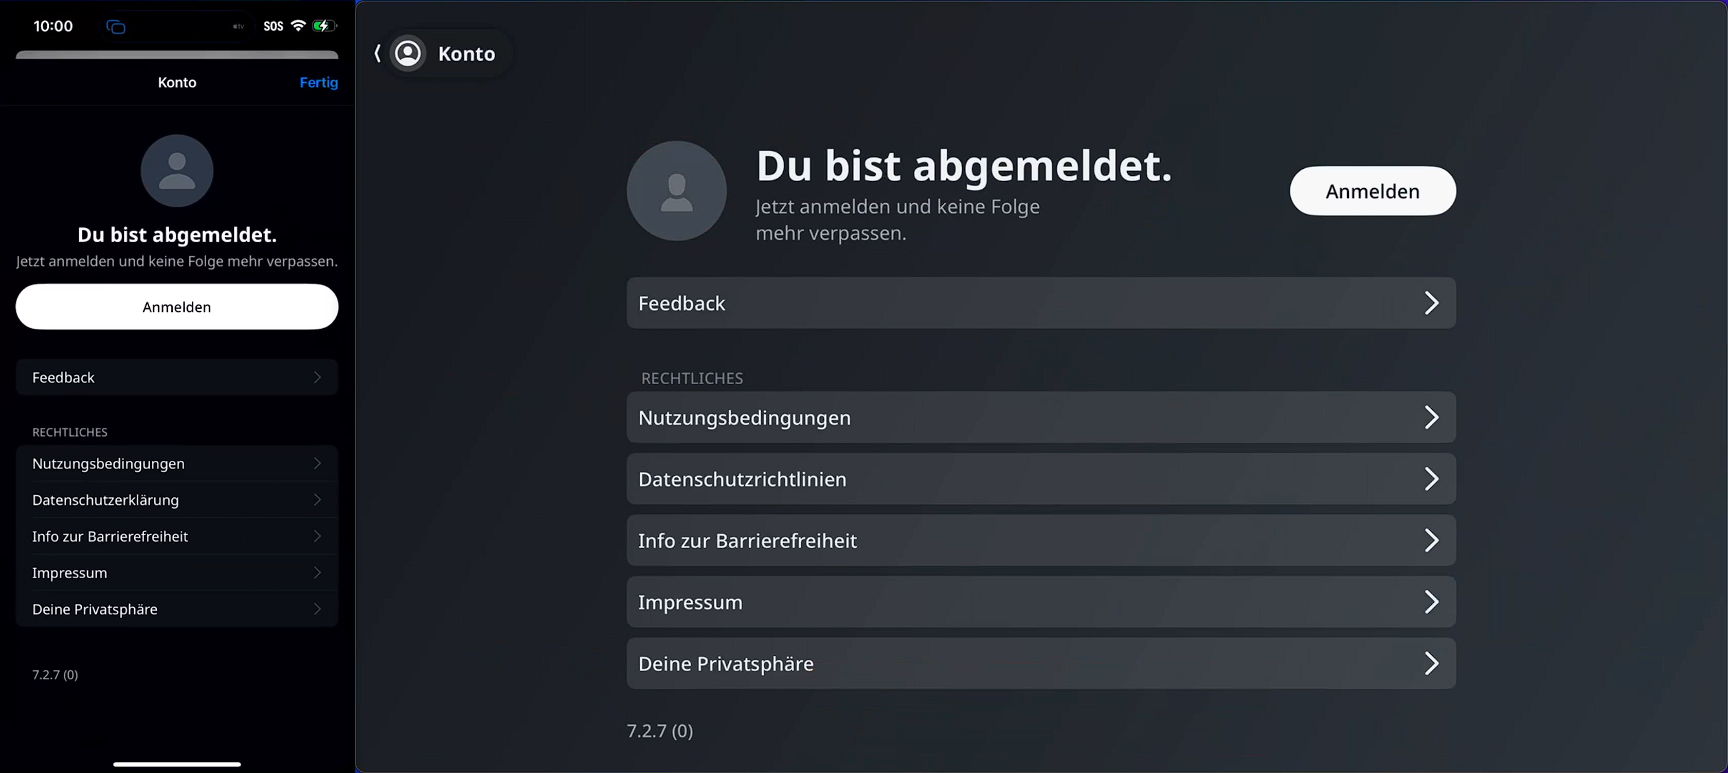 10:00
tv
SOS
Konto
Fertig
Du bist abgemeldet.
Jetzt anmelden und keine Folge mehr verpassen.
Anmelden
Feedback
RECHTLICHES
Nutzungsbedingungen
Datenschutzerklärung
Info zur Barrierefreiheit
Impressum
Deine Privatsphäre
7.2.7 (0)
Konto
Du bist abgemeldet.
Jetzt anmelden und keine Folge
mehr verpassen.
Anmelden
Feedback
RECHTLICHES
Nutzungsbedingungen
Datenschutzrichtlinien
Info zur Barrierefreiheit
Impressum
Deine Privatsphäre
7.2.7 (0)